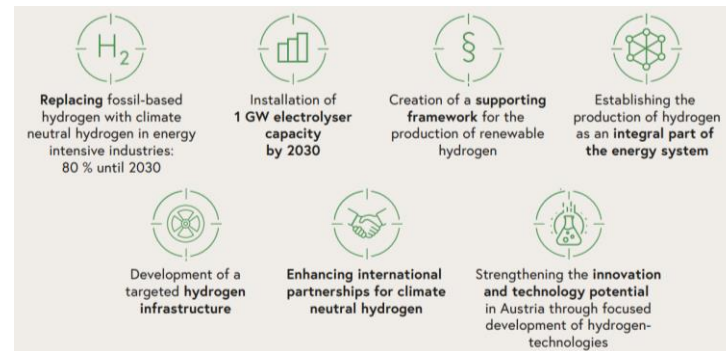 H₂
§
Replacing fossil-based
hydrogen with climate
neutral hydrogen in energy
intensive industries:
80 % until 2030
Installation of
1 GW electrolyser
capacity
by 2030
Creation of a supporting
framework for the
production of renewable
hydrogen
Establishing the
production of hydrogen
as an integral part
of the energy system
Development of a
targeted hydrogen
infrastructure
Enhancing international
partnerships for climate
neutral hydrogen
Strengthening the innovation
and technology potential
in Austria through focused
development of hydrogen-
technologies